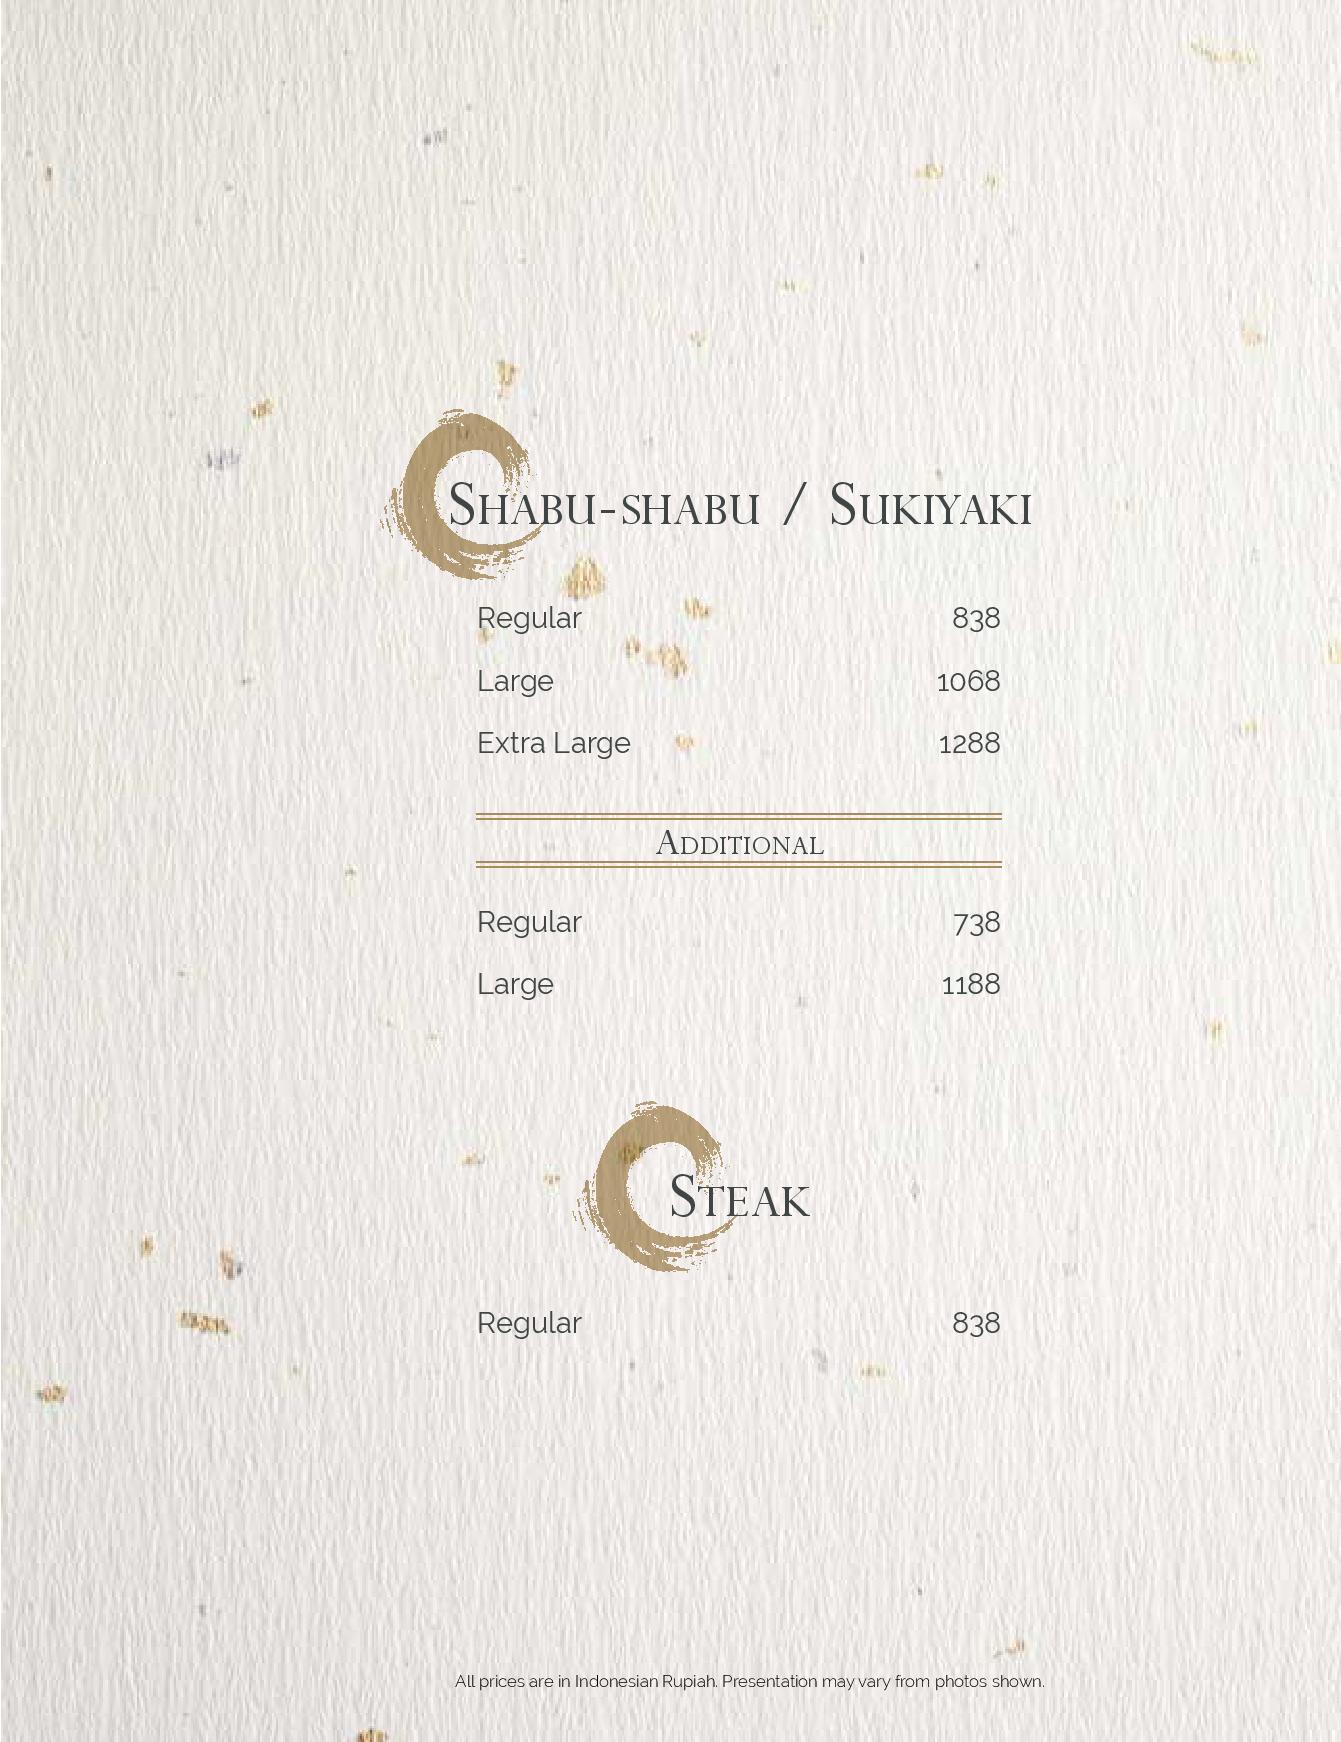 Shabu-shabu / Sukiyaki
Regular 838
Large 1068
Extra Large 1288
Additional
Regular 738
Large 1188
Steak
Regular 838
All prices are in Indonesian Rupiah. Presentation may vary from photos shown.